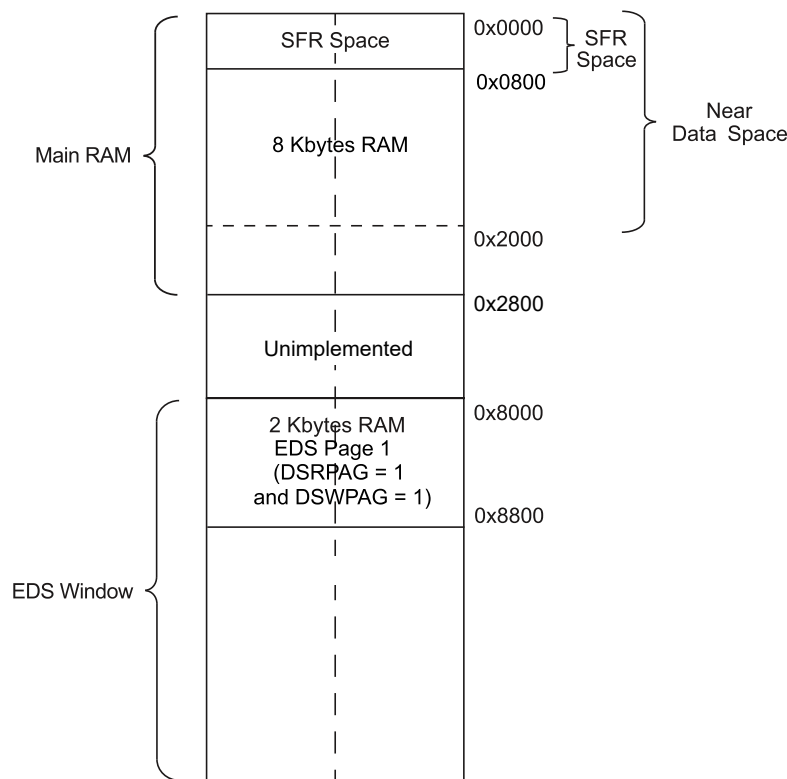 SFR Space
0x0000
SFR
Space
0x0800
Near
Data Space
Main RAM
8 Kbytes RAM
0x2000
0x2800
Unimplemented
0x8000
2 Kbytes RAM
EDS Page 1
(DSRPAG = 1
and DSWPAG = 1)
0x8800
EDS Window